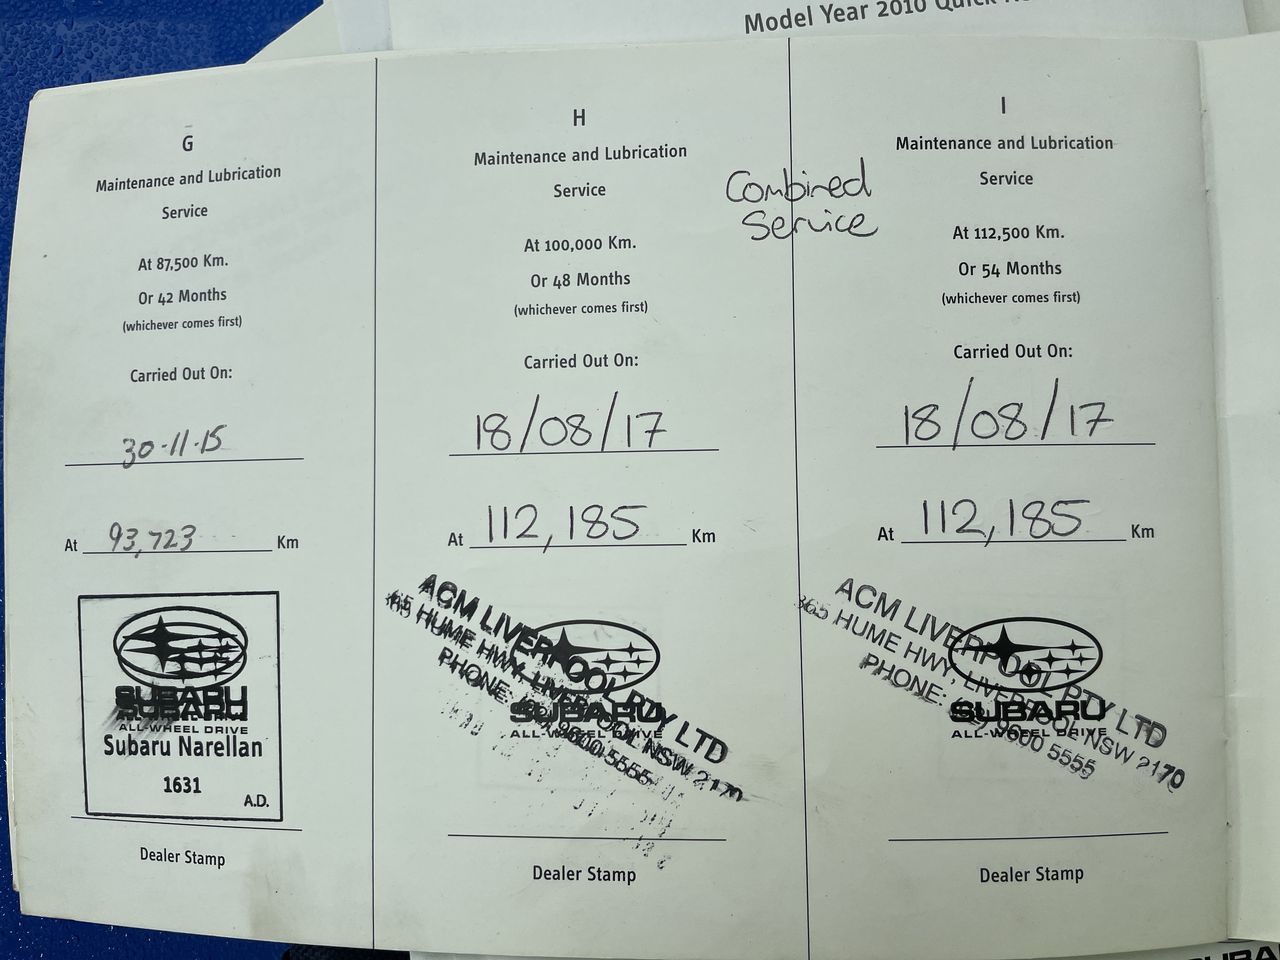 Model Year 2010 Quick
G
Maintenance and Lubrication
Service
At 87,500 Km.
Or 42 Months
(whichever comes first)
Carried Out On:
30-11-15
At 93,723 Km
SUBARU
ALL-WHEEL DRIVE
Subaru Narellan
1631
A.D.
Dealer Stamp
H
Maintenance and Lubrication
Service
At 100,000 Km.
Or 48 Months
(whichever comes first)
Carried Out On:
18/08/17
At 112,185 Km
ACM LIVERPOOL PTY LTD
HUME HWY, LIVERPOOL NSW 2170
PHONE: 9600 5555
SUBARU
ALL-WHEEL DRIVE
Dealer Stamp
Combined
Service
I
Maintenance and Lubrication
Service
At 112,500 Km.
Or 54 Months
(whichever comes first)
Carried Out On:
18/08/17
At 112,185 Km
ACM LIVERPOOL PTY LTD
365 HUME HWY, LIVERPOOL NSW 2170
PHONE: 9600 5555
SUBARU
ALL-WHEEL DRIVE
Dealer Stamp